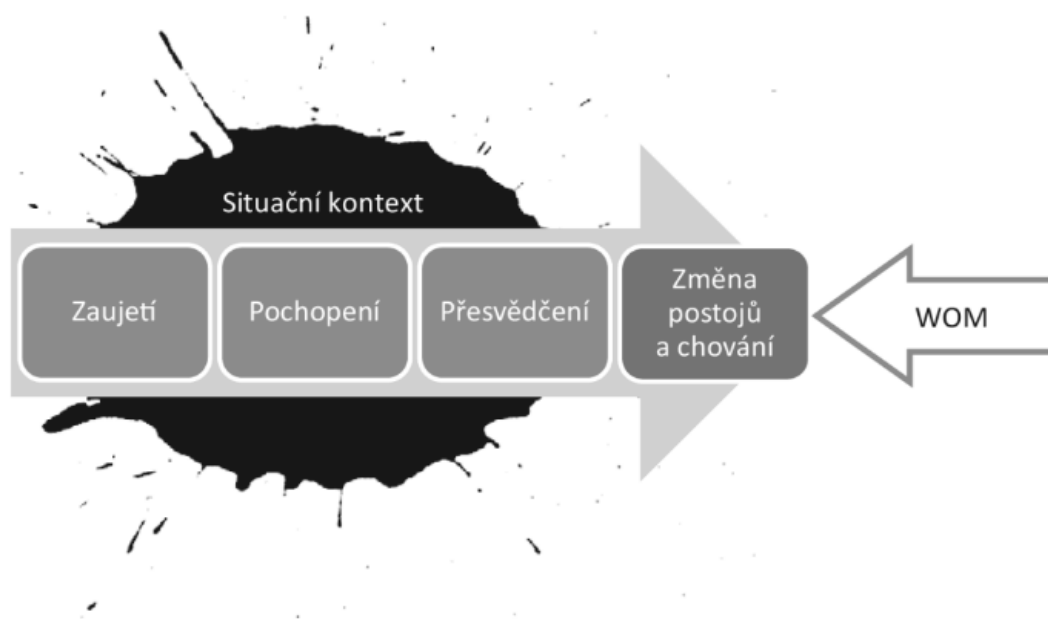 Situační kontext
Zaujetí
Pochopení
Přesvědčení
Změna
postojů
a chování
WOM